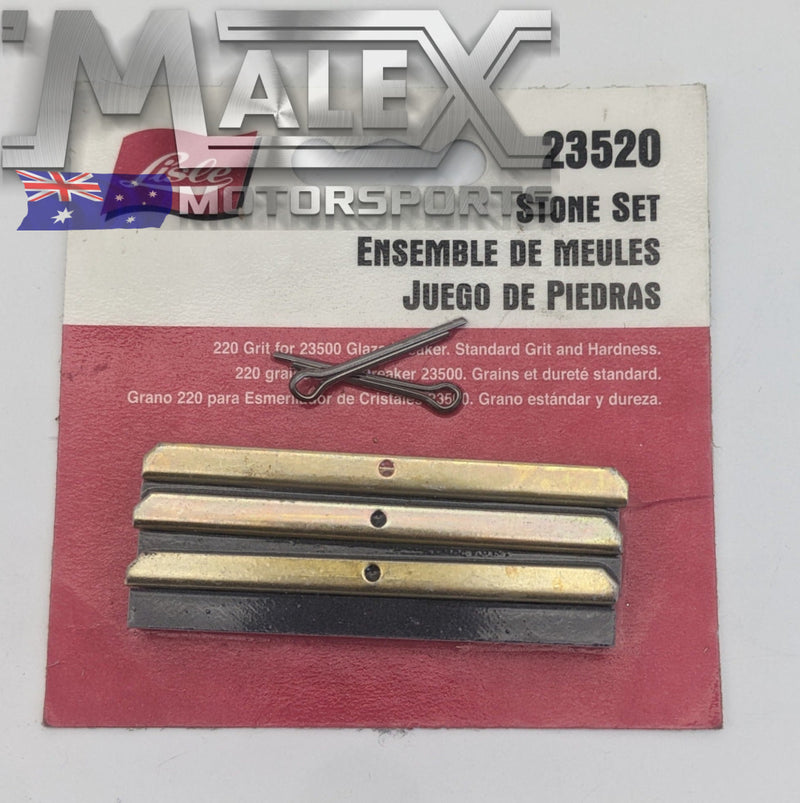 MALEX
Lisle
MOTORSPORTS
23520
STONE SET
ENSEMBLE DE MEULES
JUEGO DE PIEDRAS
220 Grit for 23500 Glaze Breaker. Standard Grit and Hardness.
220 grai Breaker 23500. Grains et dureté standard.
Grano 220 para Esmerilador de Cristales 23500. Grano estándar y dureza.